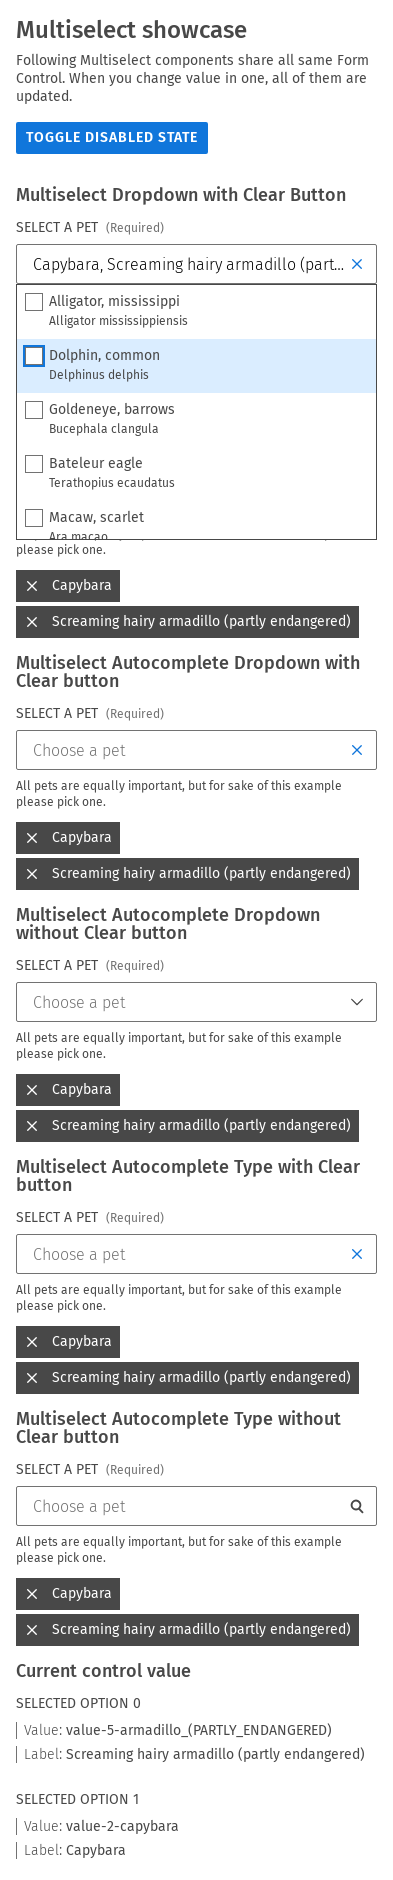 Multiselect showcase
Following Multiselect components share all same Form
Control. When you change value in one, all of them are
updated.
TOGGLE DISABLED STATE
Multiselect Dropdown with Clear Button
SELECT A PET (Required)
Capybara, Screaming hairy armadillo (part...
Alligator, mississippi
Alligator mississippiensis
Dolphin, common
Delphinus delphis
Goldeneye, barrows
Bucephala clangula
Bateleur eagle
Terathopius ecaudatus
Macaw, scarlet
Ara macao
please pick one.
Capybara
Screaming hairy armadillo (partly endangered)
Multiselect Autocomplete Dropdown with
Clear button
SELECT A PET (Required)
Choose a pet
All pets are equally important, but for sake of this example
please pick one.
Capybara
Screaming hairy armadillo (partly endangered)
Multiselect Autocomplete Dropdown
without Clear button
SELECT A PET (Required)
Choose a pet
All pets are equally important, but for sake of this example
please pick one.
Capybara
Screaming hairy armadillo (partly endangered)
Multiselect Autocomplete Type with Clear
button
SELECT A PET (Required)
Choose a pet
All pets are equally important, but for sake of this example
please pick one.
Capybara
Screaming hairy armadillo (partly endangered)
Multiselect Autocomplete Type without
Clear button
SELECT A PET (Required)
Choose a pet
All pets are equally important, but for sake of this example
please pick one.
Capybara
Screaming hairy armadillo (partly endangered)
Current control value
SELECTED OPTION 0
Value: value-5-armadillo_(PARTLY_ENDANGERED)
Label: Screaming hairy armadillo (partly endangered)
SELECTED OPTION 1
Value: value-2-capybara
Label: Capybara